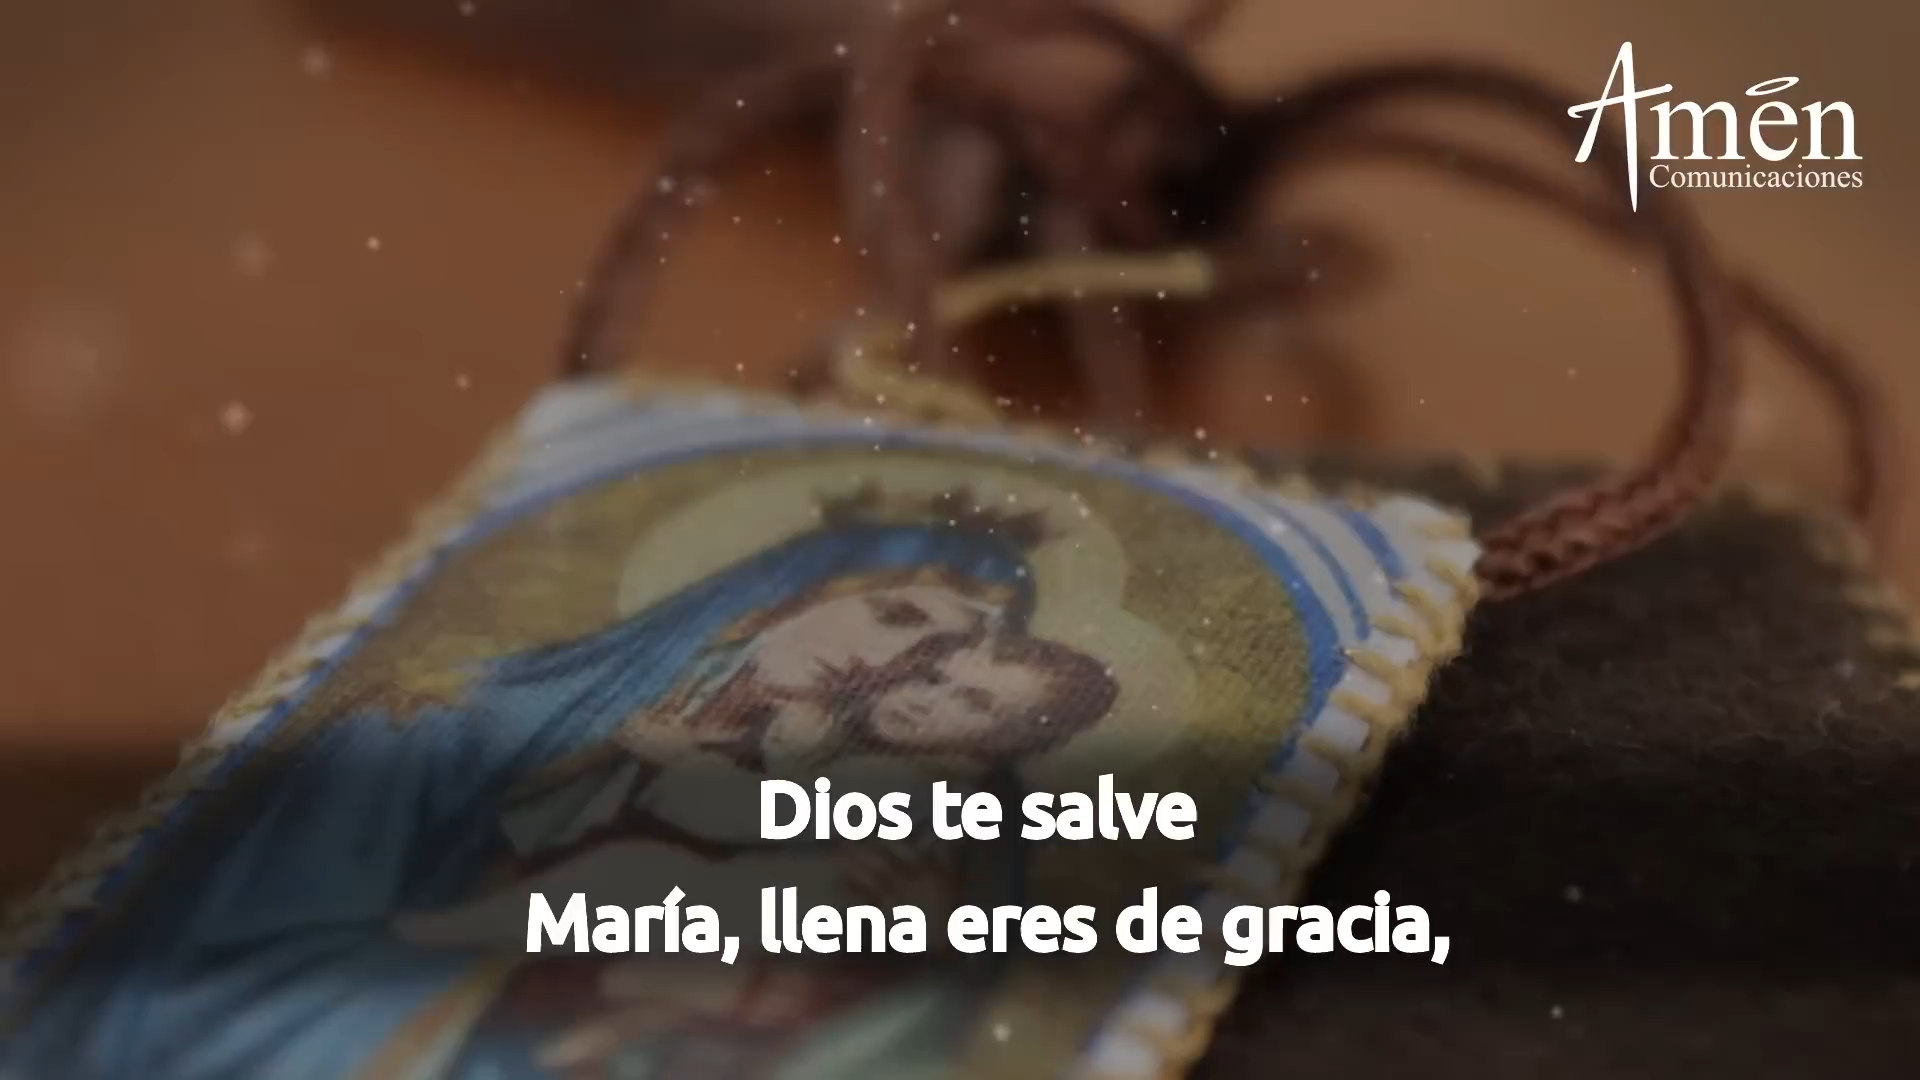 Amén
Comunicaciones
Dios te salve
María, llena eres de gracia,